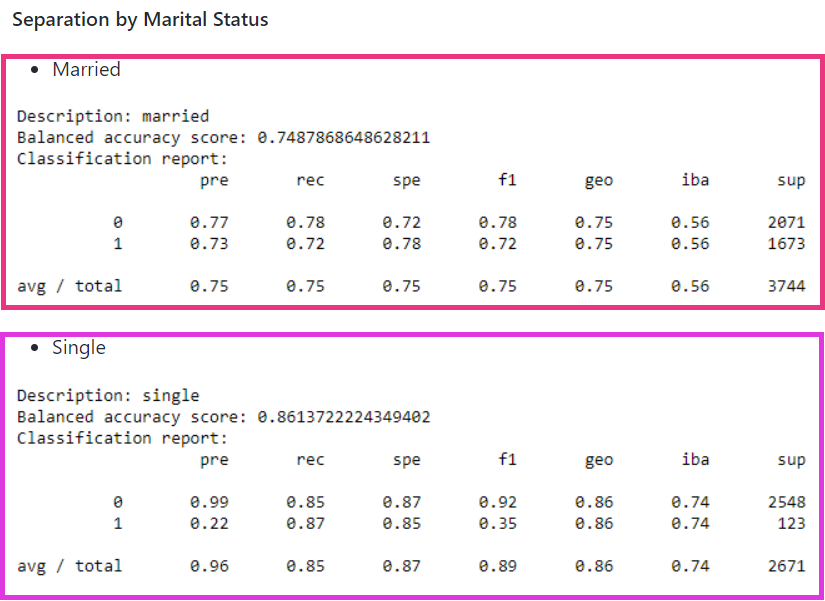 Separation by Marital Status
• Married
Description: married
Balanced accuracy score: 0.7487868648628211
Classification report:
pre rec spe f1 geo iba sup
0 0.77 0.78 0.72 0.78 0.75 0.56 2071
1 0.73 0.72 0.78 0.72 0.75 0.56 1673
avg / total 0.75 0.75 0.75 0.75 0.75 0.56 3744
• Single
Description: single
Balanced accuracy score: 0.8613722224349402
Classification report:
pre rec spe f1 geo iba sup
0 0.99 0.85 0.87 0.92 0.86 0.74 2548
1 0.22 0.87 0.85 0.35 0.86 0.74 123
avg / total 0.96 0.85 0.87 0.89 0.86 0.74 2671